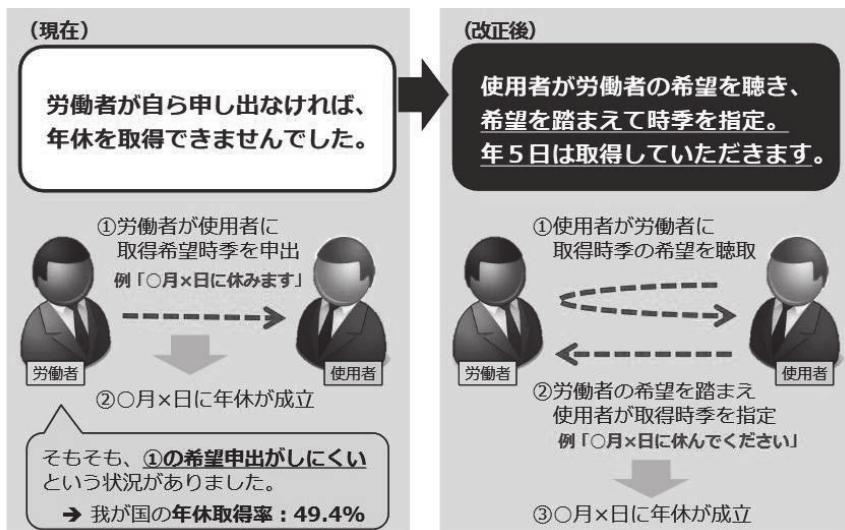 （現在）
労働者が自ら申し出なければ、
年休を取得できませんでした。
①労働者が使用者に
取得希望時季を申出
例「○月×日に休みます」
労働者
使用者
②○月×日に年休が成立
そもそも、①の希望申出がしにくい
という状況がありました。
→ 我が国の年休取得率：49.4%
（改正後）
使用者が労働者の希望を聴き、
希望を踏まえて時季を指定。
年５日は取得していただきます。
①使用者が労働者に
取得時季の希望を聴取
労働者
使用者
②労働者の希望を踏まえ
使用者が取得時季を指定
例「○月×日に休んでください」
③○月×日に年休が成立